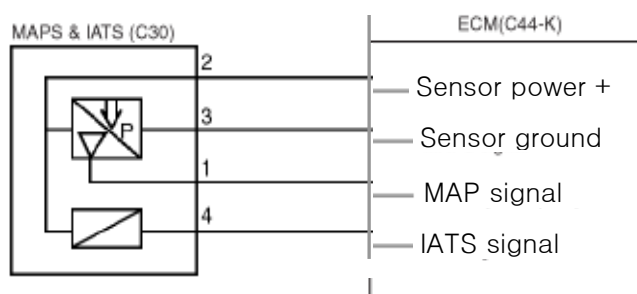 MAPS & IATS (C30)
ECM(C44-K)
2
Sensor power +
P
3
Sensor ground
1
MAP signal
4
IATS signal